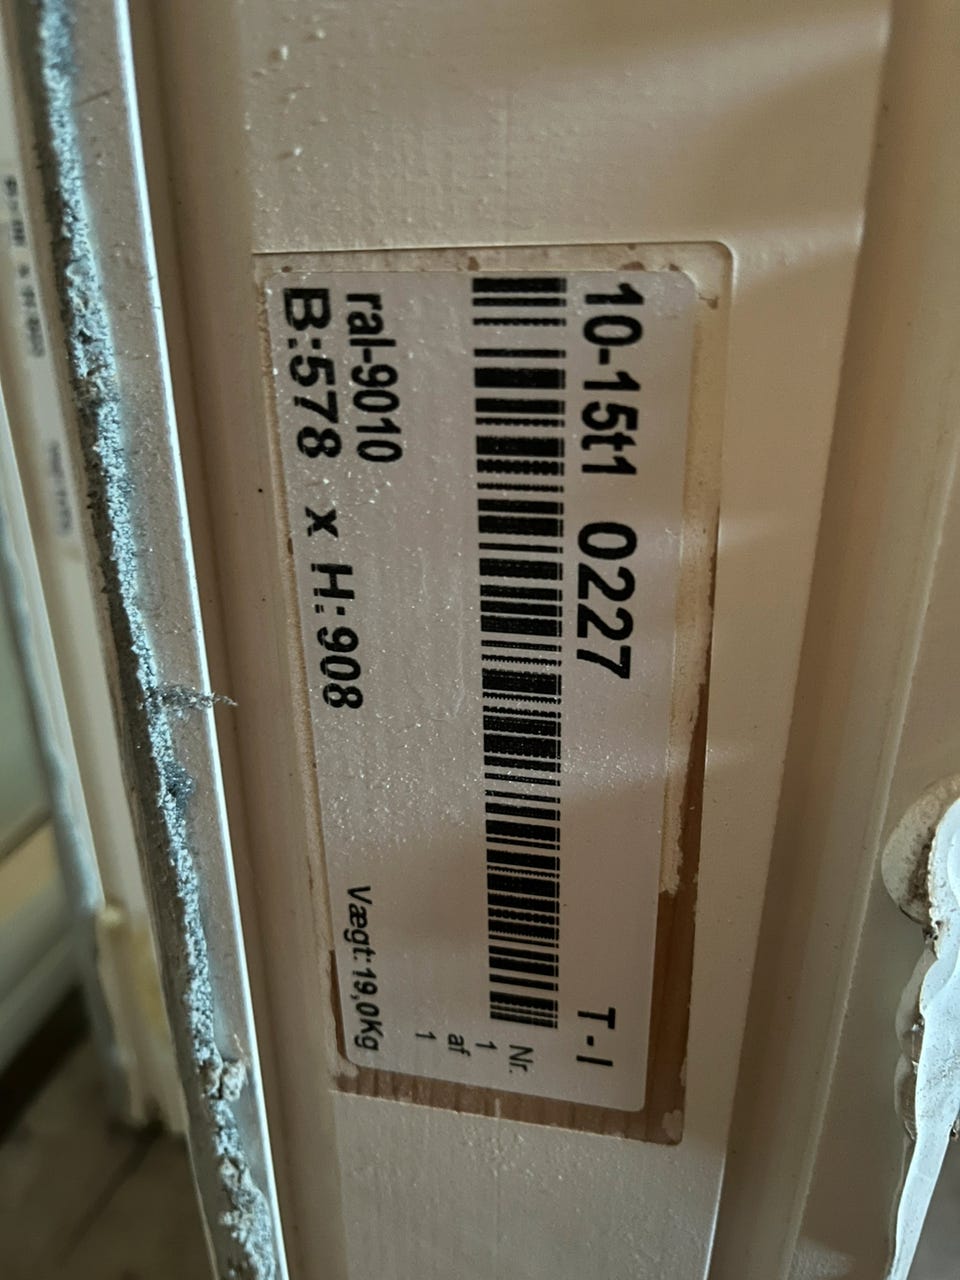 10-15t1 0227 T - I
Nr.
1
af
1
ral-9010
B:578 x H:908
Vægt:19,0Kg